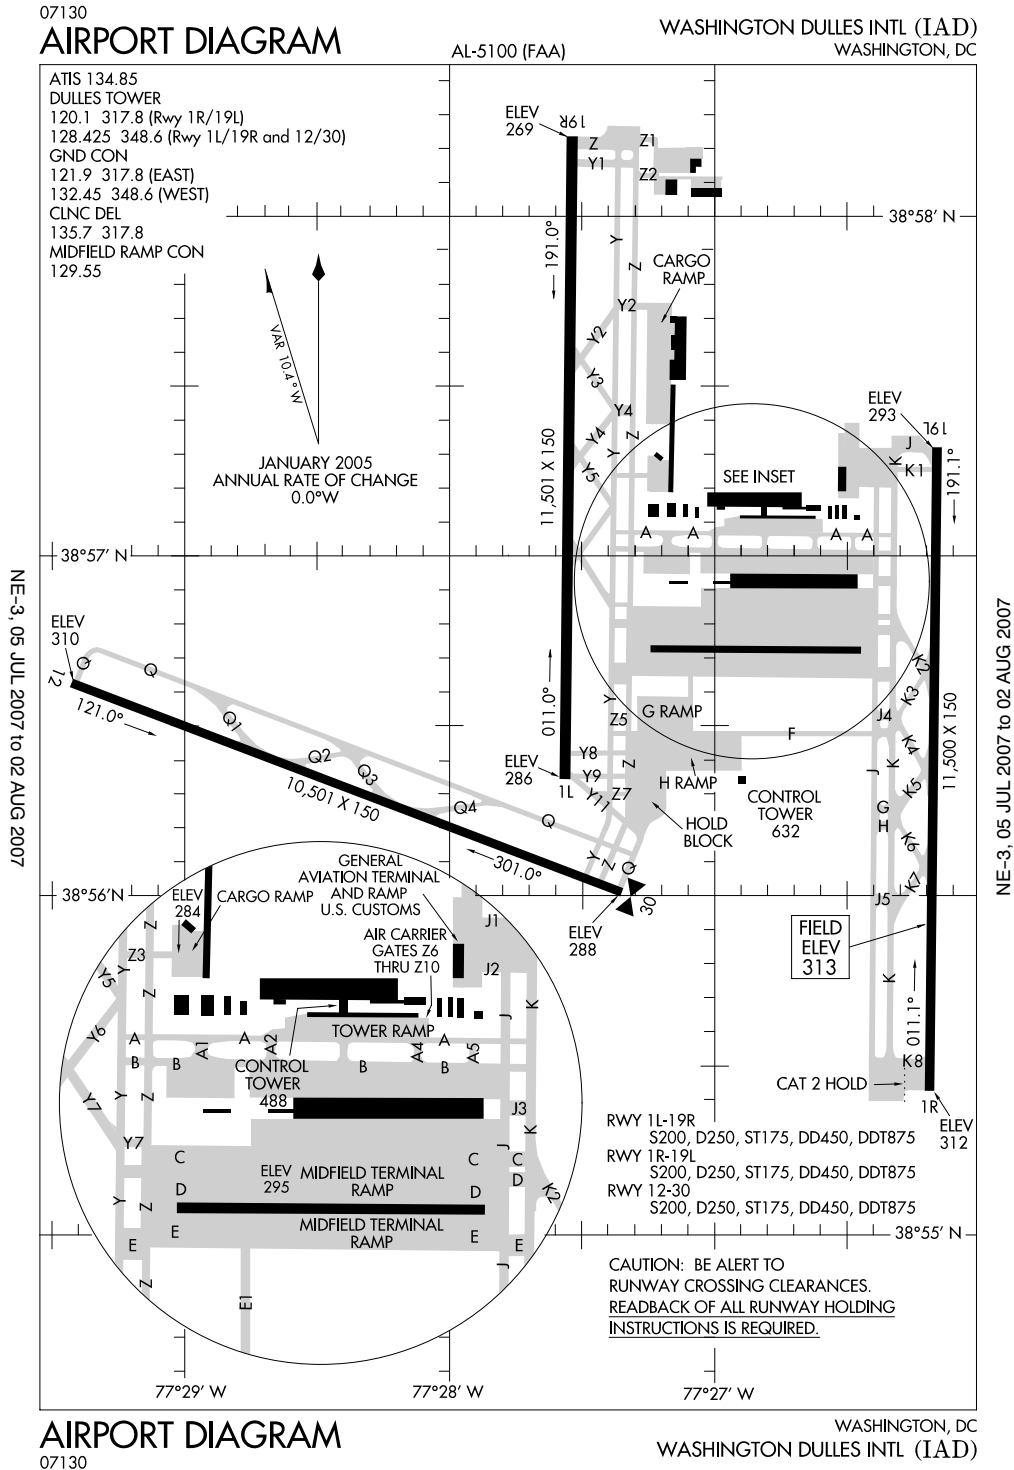 07130
AIRPORT DIAGRAM
AL-5100 (FAA)
WASHINGTON DULLES INTL (IAD)
WASHINGTON, DC
ATIS 134.85
DULLES TOWER
120.1 317.8 (Rwy 1R/19L)
128.425 348.6 (Rwy 1L/19R and 12/30)
GND CON
121.9 317.8 (EAST)
132.45 348.6 (WEST)
CLNC DEL
135.7 317.8
MIDFIELD RAMP CON
129.55
ELEV
269
19R
Z
Z1
Y1
Z2
38°58' N
191.0°
Y
Z
CARGO
RAMP
Y2
Y2
Y3
Y4
Y4
Z
Y
Y5
VAR 10.4° W
JANUARY 2005
ANNUAL RATE OF CHANGE
0.0°W
11,501 X 150
ELEV
293
19L
J
K
K1
191.1°
SEE INSET
A
A
A
A
38°57' N
ELEV
310
12
Q
Q
121.0°
Q1
Q2
Q3
Q4
Q
10,501 X 150
301.0°
011.0°
ELEV
286
1L
Y
Z5
G RAMP
Y8
Z
Y9
Y11
Z7
H RAMP
HOLD
BLOCK
CONTROL
TOWER
632
F
K2
K3
J4
K4
K
J
K5
G
H
K6
K7
J5
11,500 X 150
Y
Z
Q
30
ELEV
288
38°56'N
FIELD
ELEV
313
K
011.1°
K8
CAT 2 HOLD
1R
ELEV
312
GENERAL
AVIATION TERMINAL
AND RAMP
U.S. CUSTOMS
ELEV
284
CARGO RAMP
AIR CARRIER
GATES Z6
THRU Z10
J1
J2
Z
Z3
Y
Y5
Z
Y6
K
J
TOWER RAMP
A
A1
A
A2
A4
A
A5
B
B
B
B
CONTROL
TOWER
488
Y
Z
Y7
J3
K
Y7
J
C
C
C
D
D
D
ELEV
295
MIDFIELD TERMINAL
RAMP
K2
Y
Z
MIDFIELD TERMINAL
RAMP
E
E
E
E
J
Z
E1
RWY 1L-19R
S200, D250, ST175, DD450, DDT875
RWY 1R-19L
S200, D250, ST175, DD450, DDT875
RWY 12-30
S200, D250, ST175, DD450, DDT875
38°55' N
CAUTION: BE ALERT TO
RUNWAY CROSSING CLEARANCES.
READBACK OF ALL RUNWAY HOLDING
INSTRUCTIONS IS REQUIRED.
77°29' W
77°28' W
77°27' W
NE-3, 05 JUL 2007 to 02 AUG 2007
NE-3, 05 JUL 2007 to 02 AUG 2007
AIRPORT DIAGRAM
07130
WASHINGTON, DC
WASHINGTON DULLES INTL (IAD)